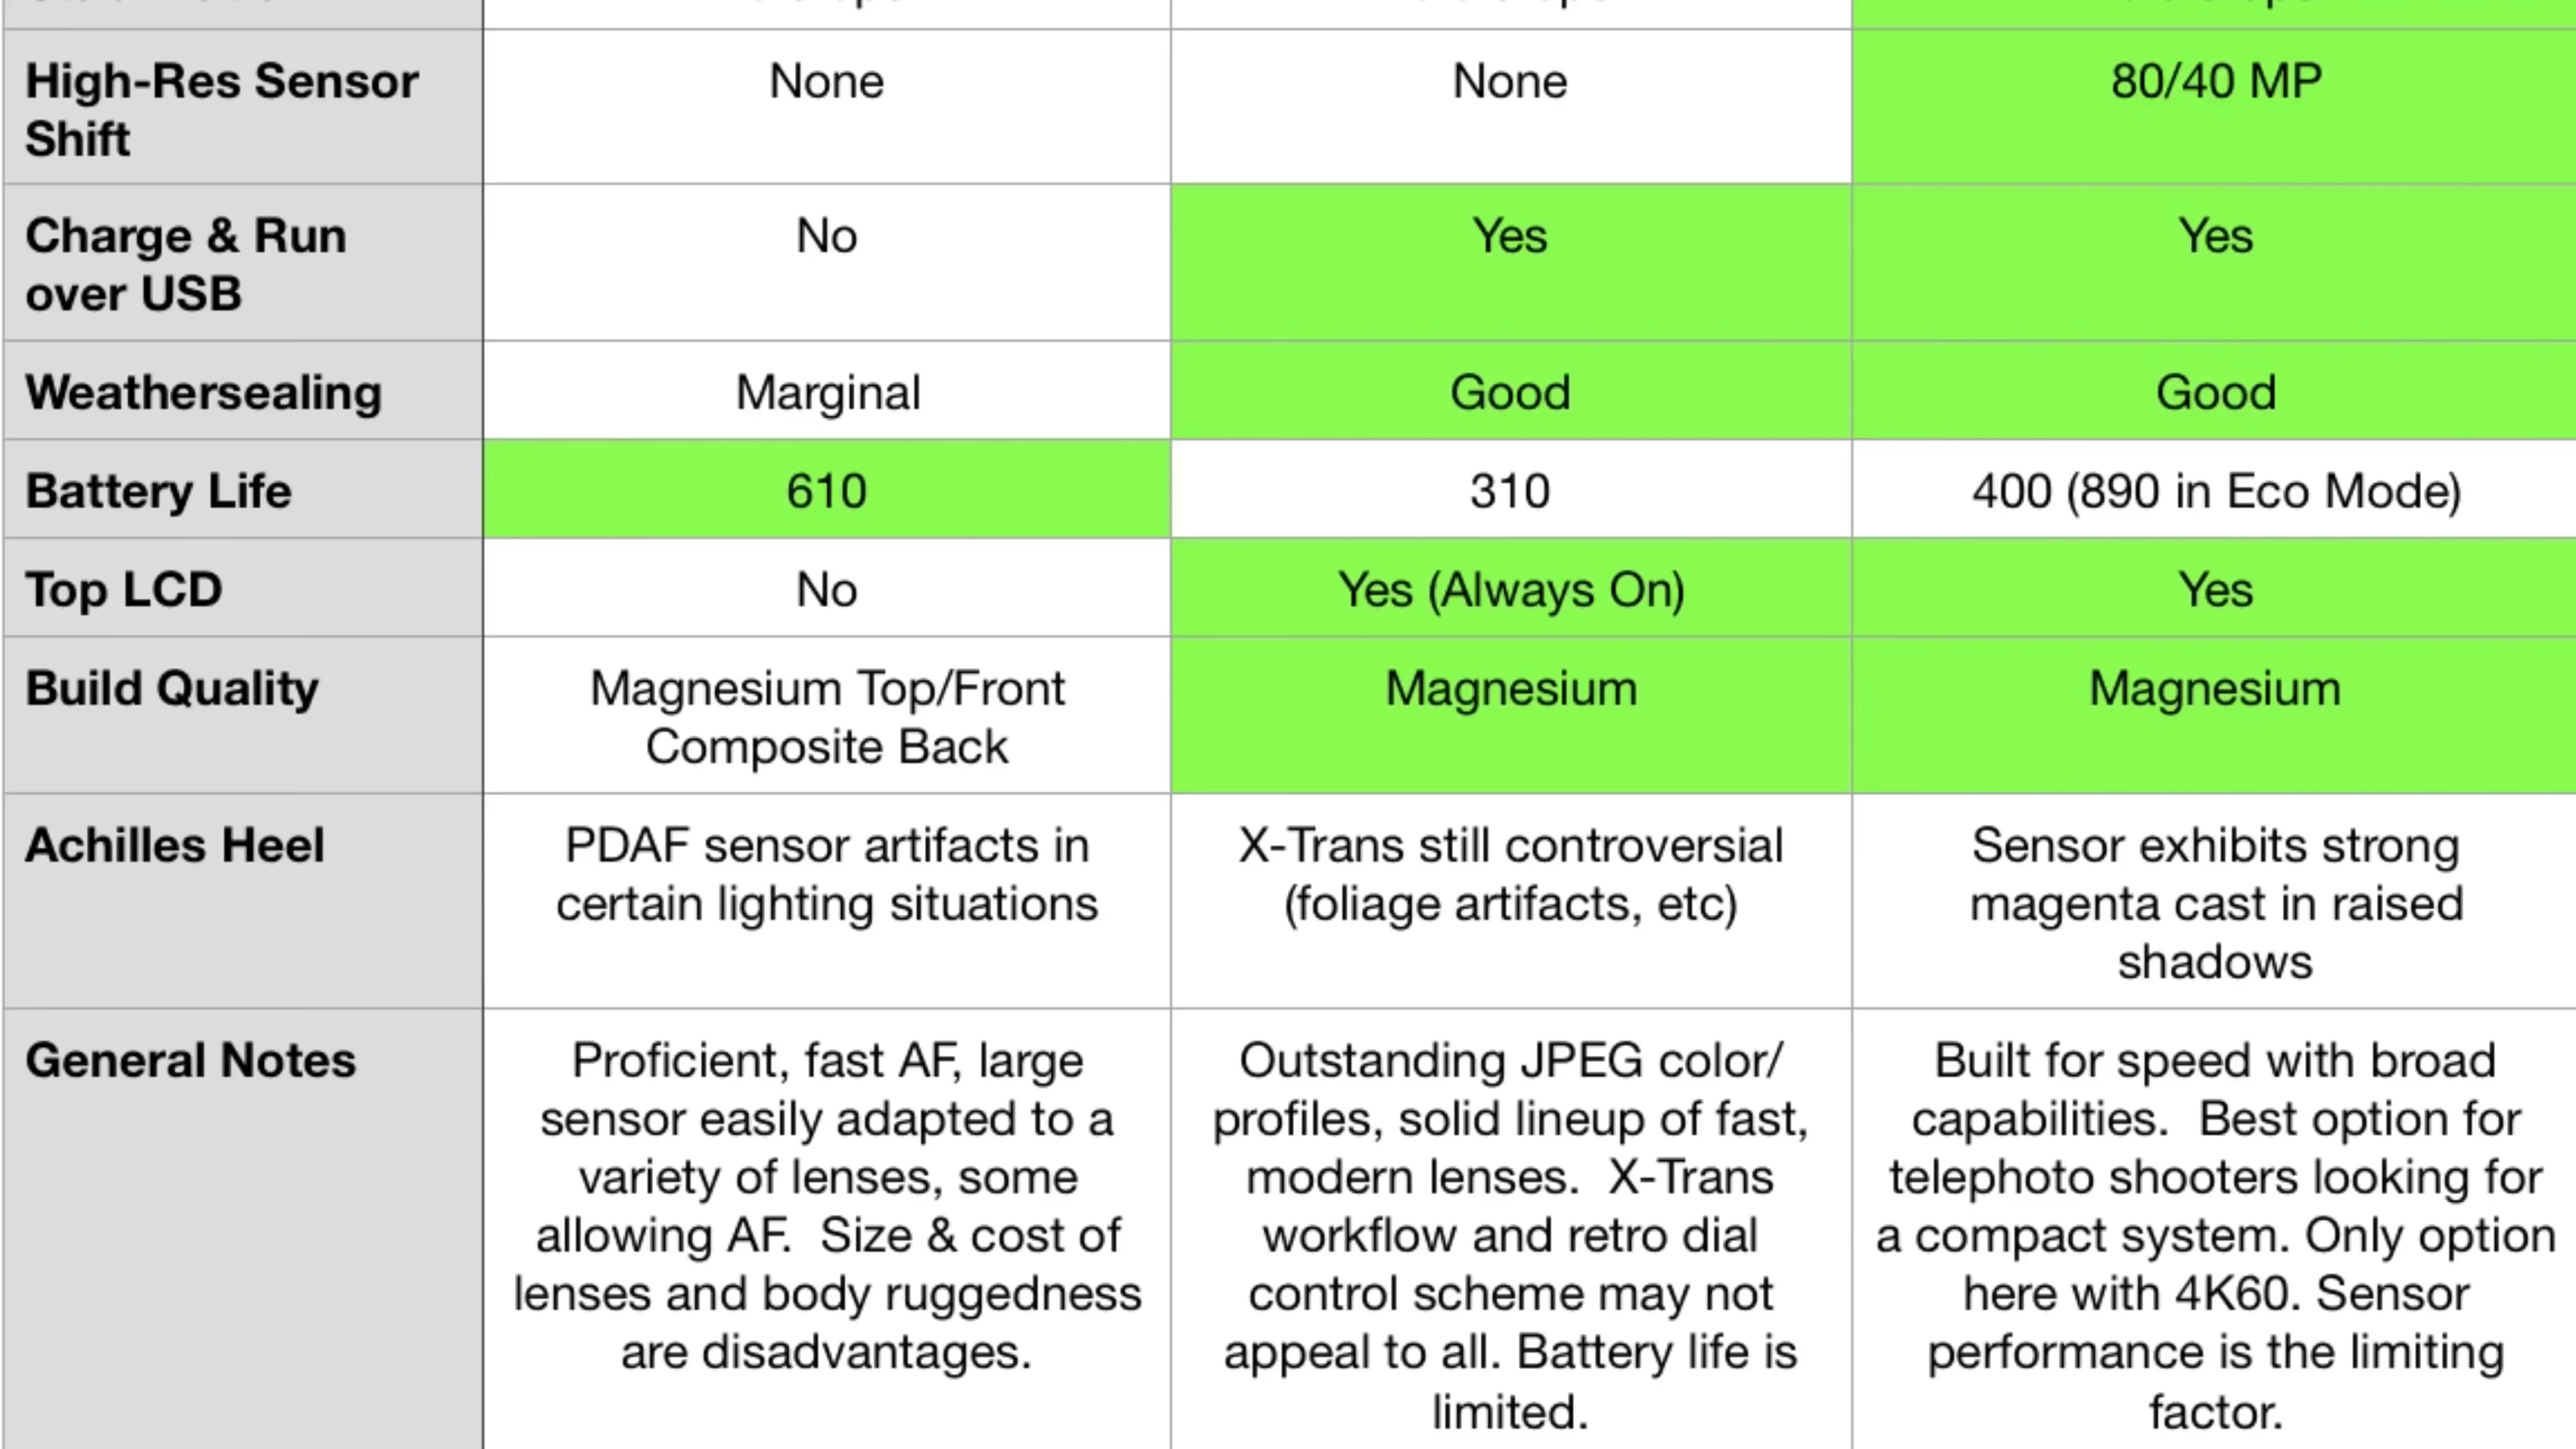 High-Res Sensor
Shift
None
None
80/40 MP
Charge & Run
over USB
No
Yes
Yes
Weathersealing
Marginal
Good
Good
Battery Life
610
310
400 (890 in Eco Mode)
Top LCD
No
Yes (Always On)
Yes
Build Quality
Magnesium Top/Front
Composite Back
Magnesium
Magnesium
Achilles Heel
PDAF sensor artifacts in
certain lighting situations
X-Trans still controversial
(foliage artifacts, etc)
Sensor exhibits strong
magenta cast in raised
shadows
General Notes
Proficient, fast AF, large
sensor easily adapted to a
variety of lenses, some
allowing AF.  Size & cost of
lenses and body ruggedness
are disadvantages.
Outstanding JPEG color/
profiles, solid lineup of fast,
modern lenses.  X-Trans
workflow and retro dial
control scheme may not
appeal to all. Battery life is
limited.
Built for speed with broad
capabilities.  Best option for
telephoto shooters looking for
a compact system. Only option
here with 4K60. Sensor
performance is the limiting
factor.